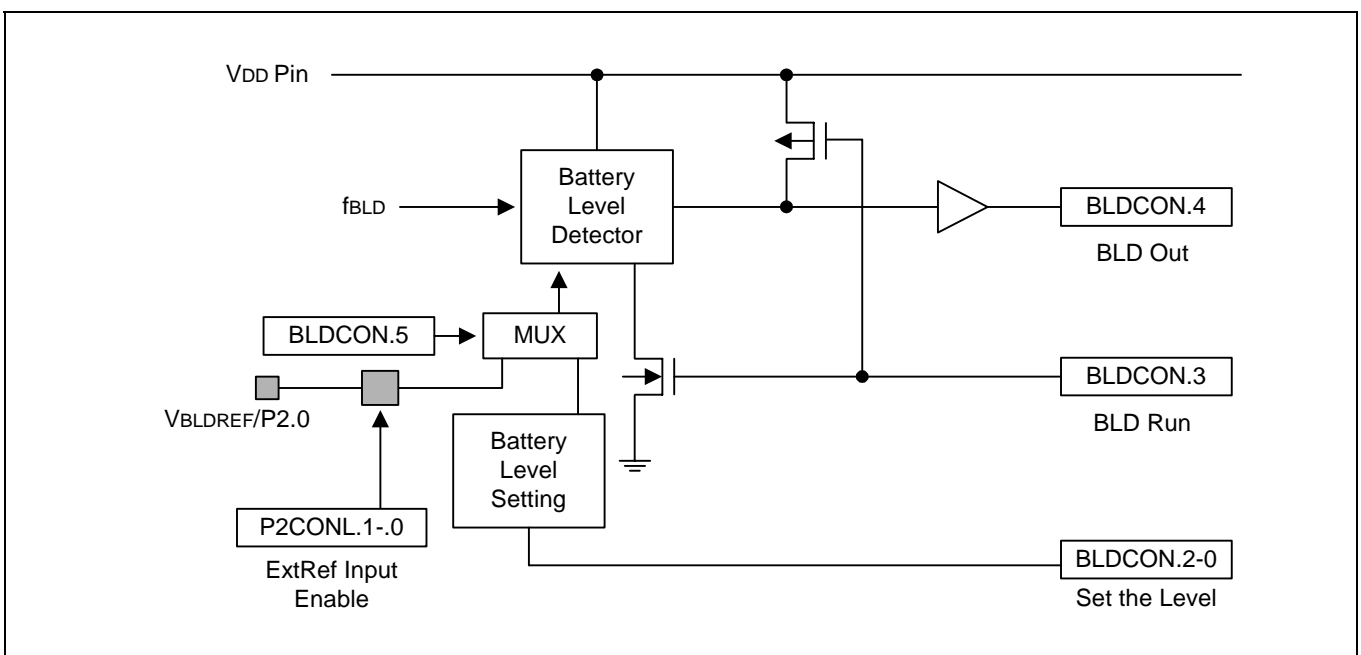 VDD Pin
Battery
Level
Detector
fBLD
BLDCON.4
BLD Out
BLDCON.5
MUX
VBLDREF/P2.0
BLDCON.3
BLD Run
Battery
Level
Setting
P2CONL.1-.0
ExtRef Input
Enable
BLDCON.2-0
Set the Level